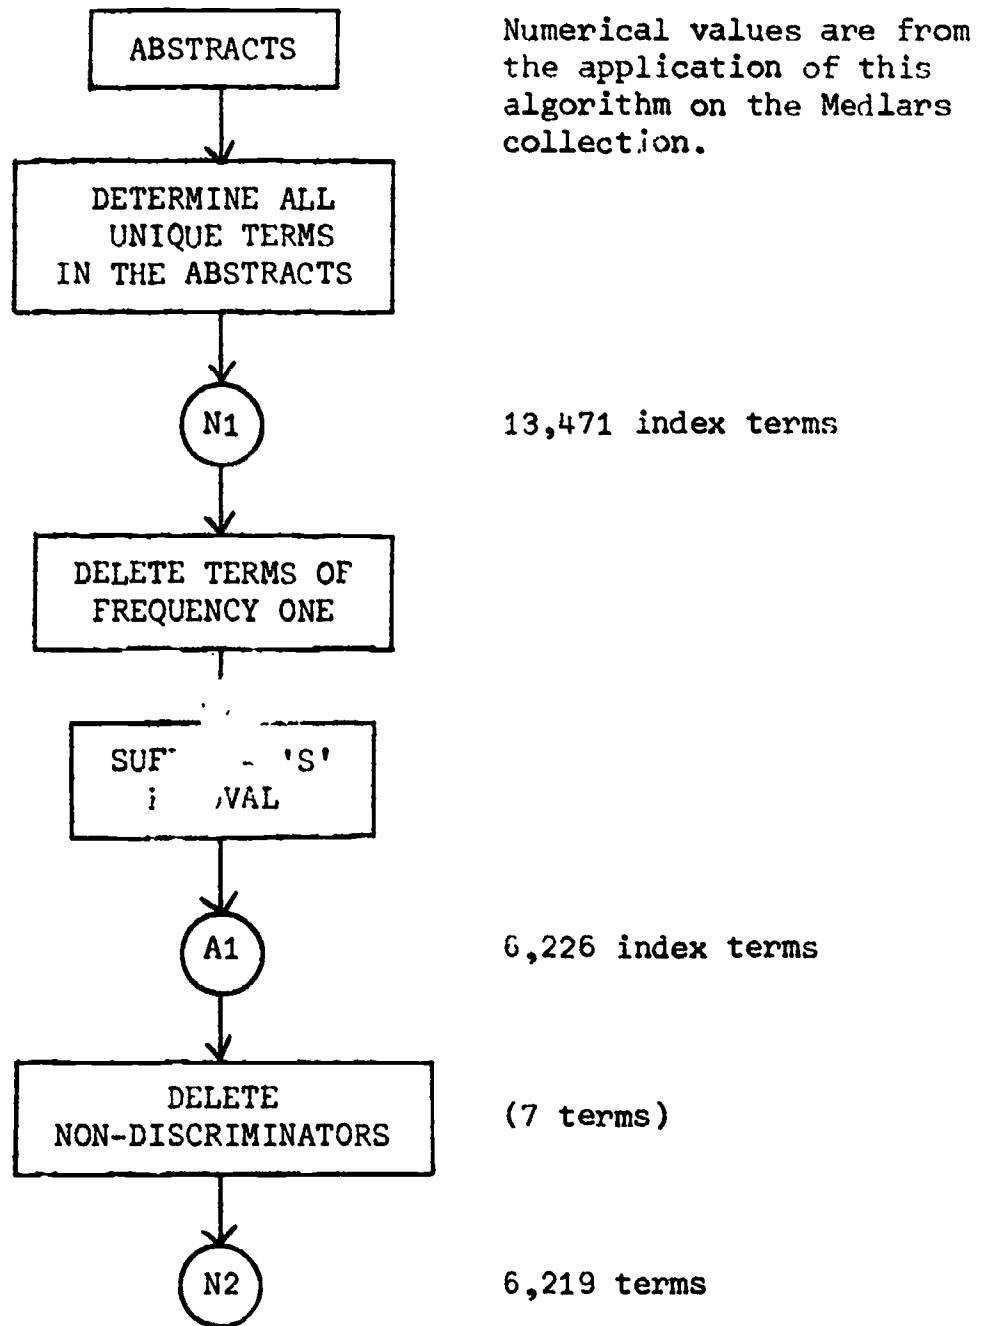 ABSTRACTS
Numerical values are from
the application of this
algorithm on the Medlars
collection.
DETERMINE ALL
UNIQUE TERMS
IN THE ABSTRACTS
N1
13,471 index terms
DELETE TERMS OF
FREQUENCY ONE
'S'
A1
6,226 index terms
DELETE
NON-DISCRIMINATORS
(7 terms)
N2
6,219 terms